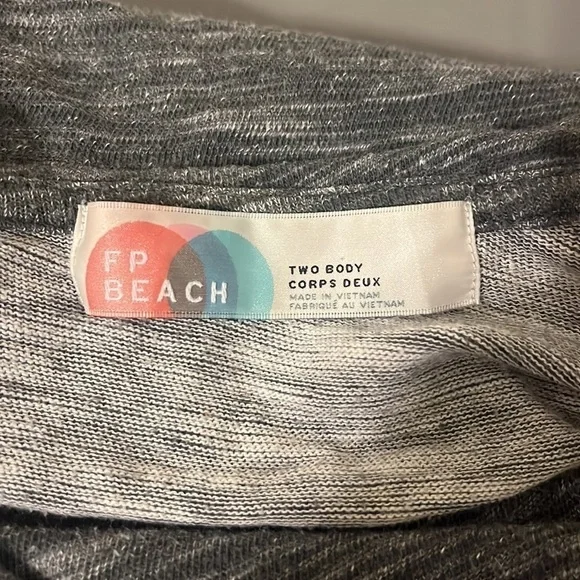 FP
BEACH
TWO BODY
CORPS DEUX
MADE IN VIETNAM
FABRIQUÉ AU VIETNAM